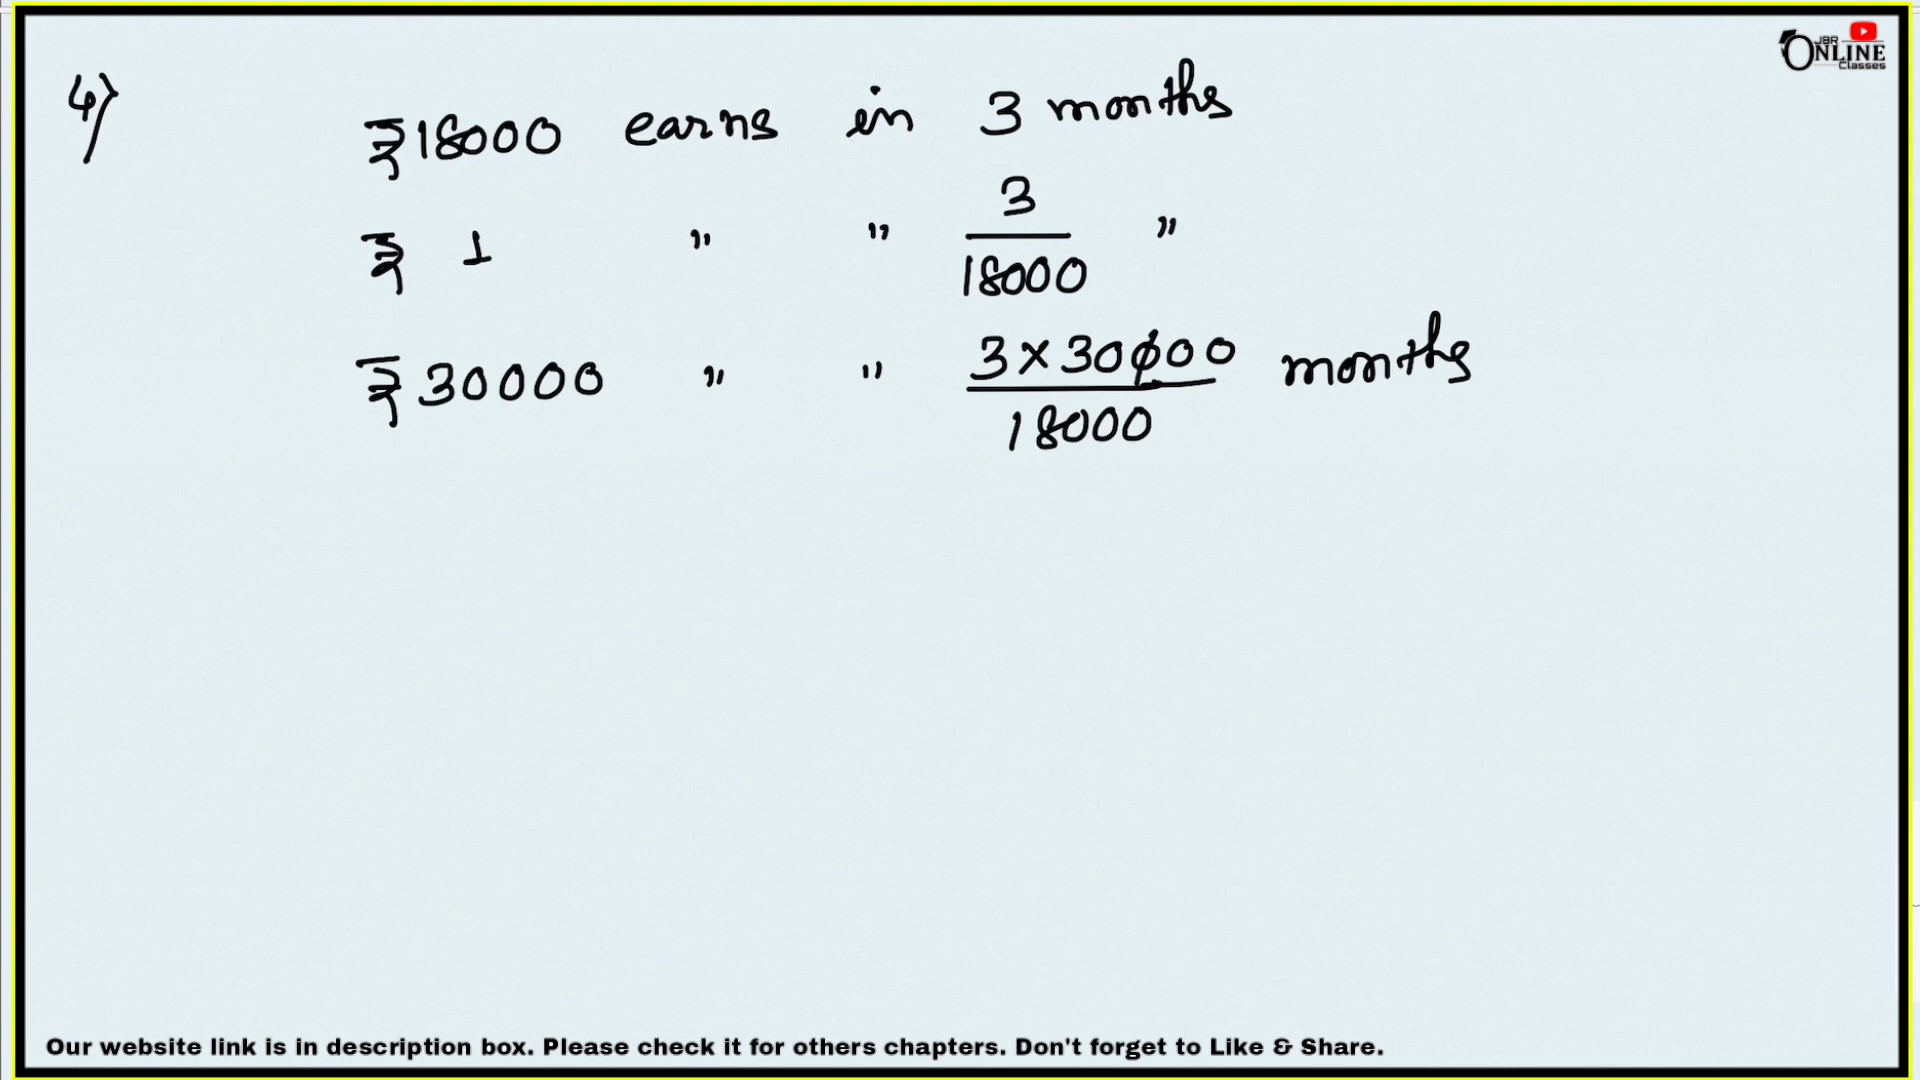 JBR
ONLINE
Classes
4)
₹18000 earns in 3 months
₹ 1 " " 3/18000 "
₹ 30000 " " 3×30000/18000 months
Our website link is in description box. Please check it for others chapters. Don't forget to Like & Share.